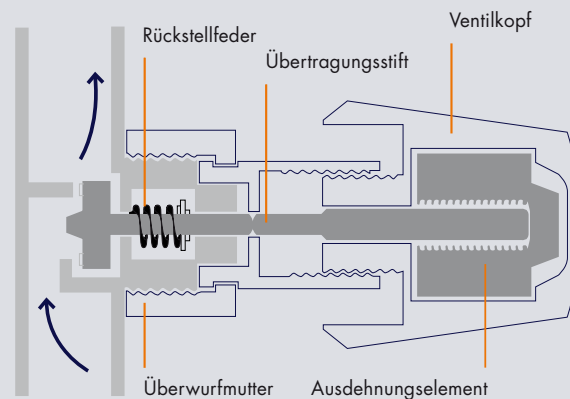 Ventilkopf
Rückstellfeder
Übertragungsstift
Überwurfmutter
Ausdehnungselement